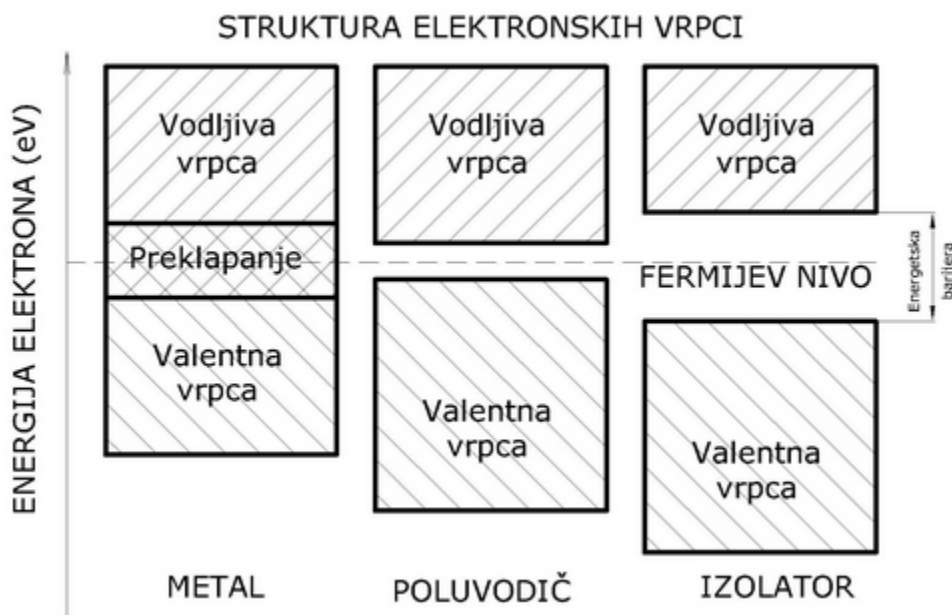 STRUKTURA ELEKTRONSKIH VRPCI
ENERGIJA ELEKTRONA (eV)
Vodljiva
vrpca
Preklapanje
Valentna
vrpca
METAL
Vodljiva
vrpca
Valentna
vrpca
POLUVODIČ
Vodljiva
vrpca
FERMIJEV NIVO
Energetska
barijera
Valentna
vrpca
IZOLATOR